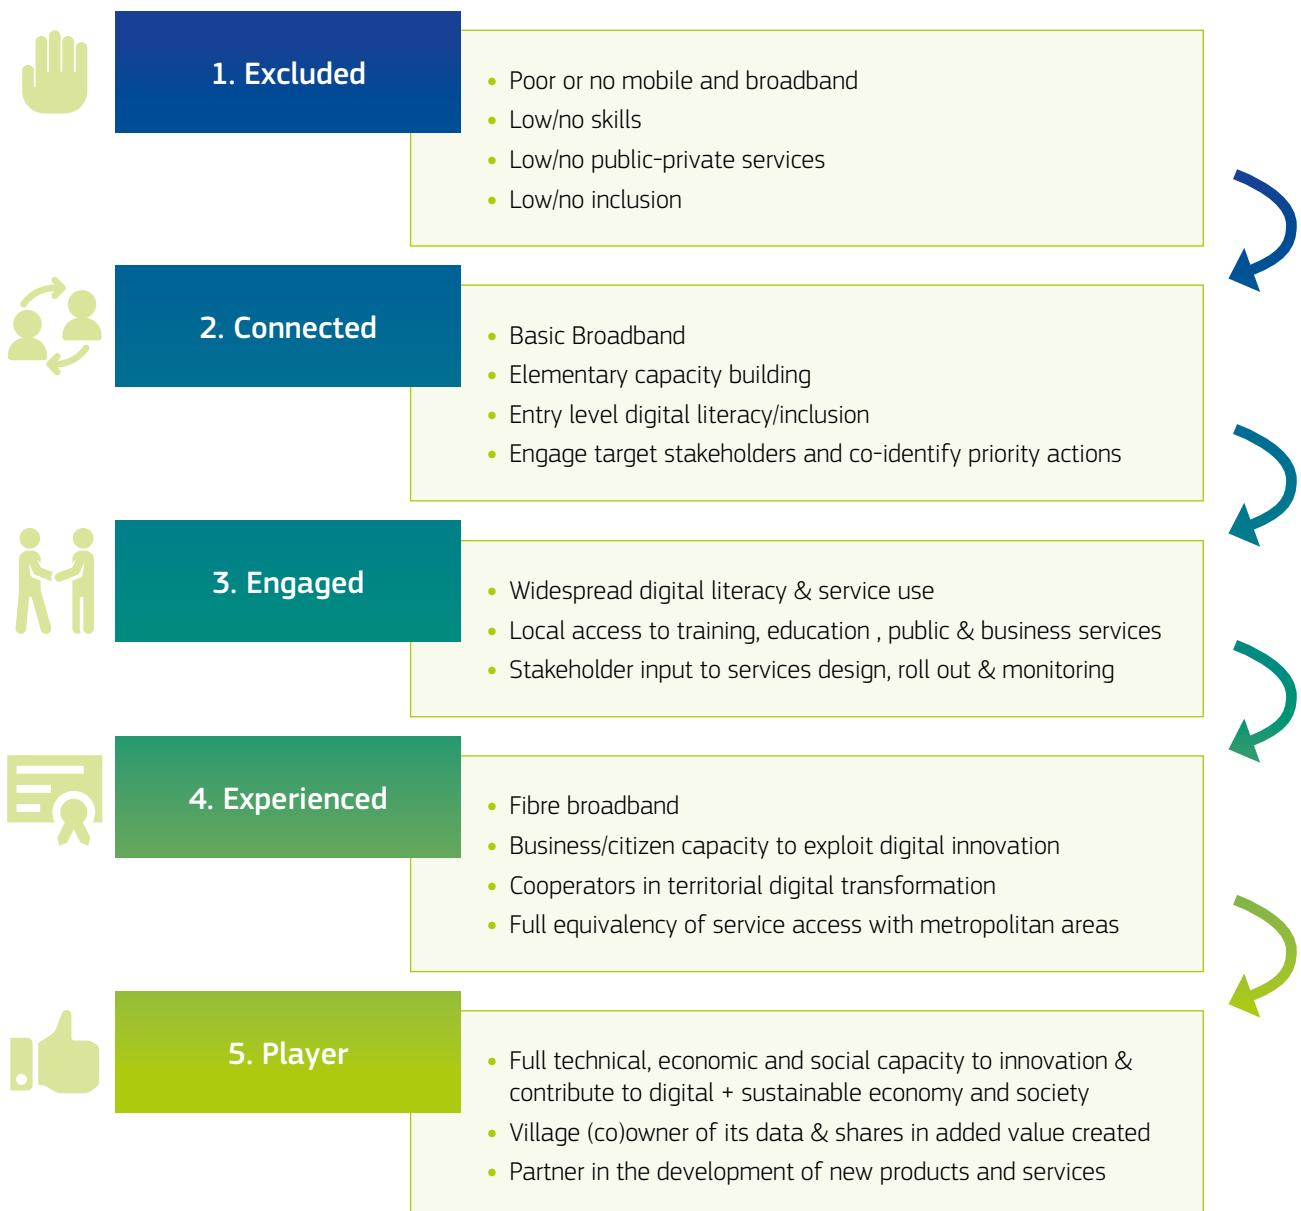 1. Excluded
• Poor or no mobile and broadband
• Low/no skills
• Low/no public-private services
• Low/no inclusion
2. Connected
• Basic Broadband
• Elementary capacity building
• Entry level digital literacy/inclusion
• Engage target stakeholders and co-identify priority actions
3. Engaged
• Widespread digital literacy & service use
• Local access to training, education , public & business services
• Stakeholder input to services design, roll out & monitoring
4. Experienced
• Fibre broadband
• Business/citizen capacity to exploit digital innovation
• Cooperators in territorial digital transformation
• Full equivalency of service access with metropolitan areas
5. Player
• Full technical, economic and social capacity to innovation &
contribute to digital + sustainable economy and society
• Village (co)owner of its data & shares in added value created
• Partner in the development of new products and services